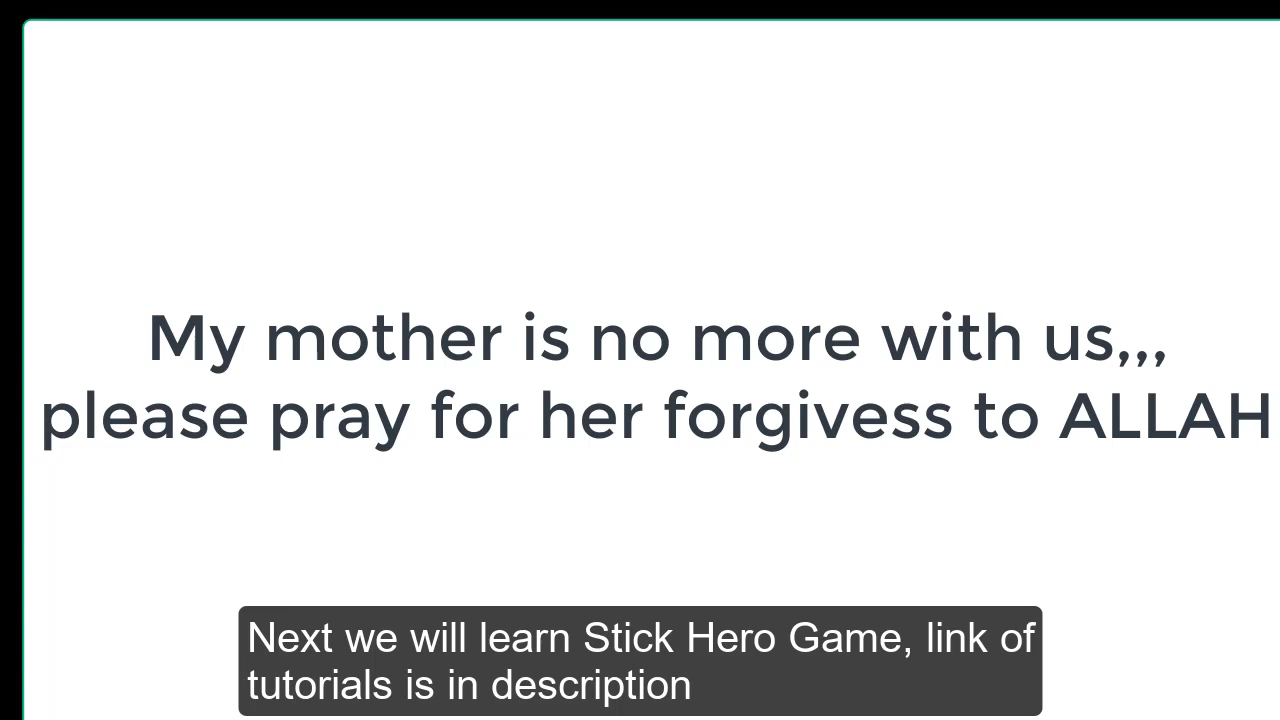 My mother is no more with us,,,
please pray for her forgivess to ALLAH
Next we will learn Stick Hero Game, link of
tutorials is in description